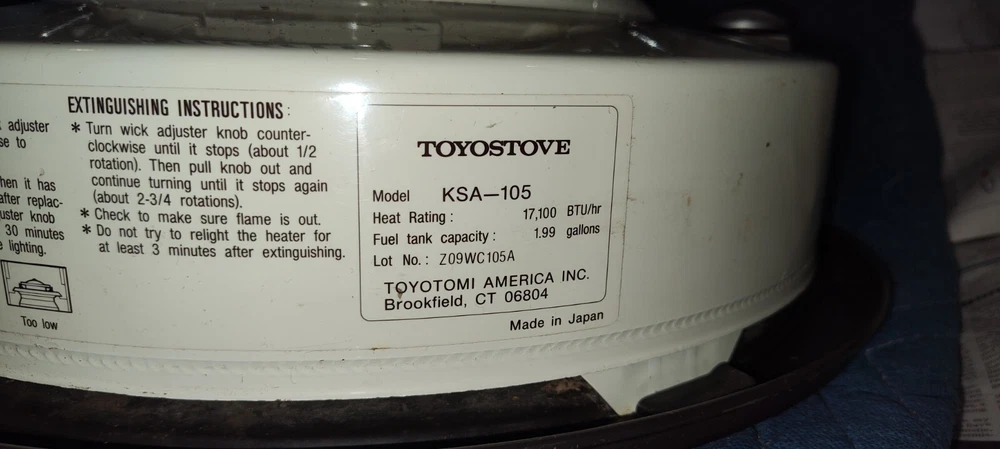 adjuster
se to
hen it has
after replac-
uster knob
30 minutes
lighting.
EXTINGUISHING INSTRUCTIONS:
* Turn wick adjuster knob counter-
clockwise until it stops (about 1/2
rotation). Then pull knob out and
continue turning until it stops again
(about 2-3/4 rotations).
* Check to make sure flame is out.
* Do not try to relight the heater for
at least 3 minutes after extinguishing.
Too low
TOYOSTOVE
Model KSA-105
Heat Rating: 17,100 BTU/hr
Fuel tank capacity: 1.99 gallons
Lot No.: Z09WC105A
TOYOTOMI AMERICA INC.
Brookfield, CT 06804
Made in Japan